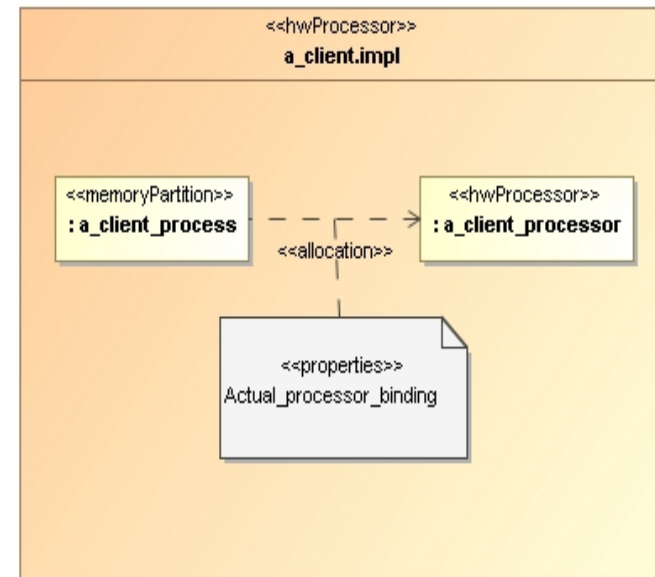 <<hwProcessor>>
a_client.impl
<<memoryPartition>>
: a_client_process
<<hwProcessor>>
: a_client_processor
<<allocation>>
<<properties>>
Actual_processor_binding